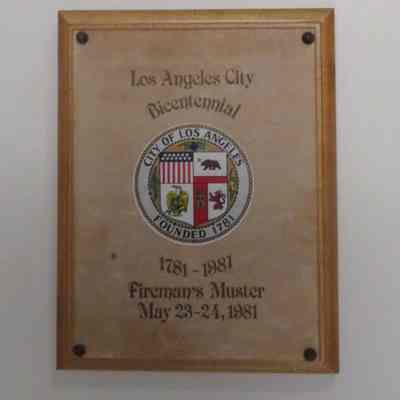 Los Angeles City
Bicentennial
CITY OF LOS ANGELES
FOUNDED 1781
1781 - 1981
Fireman's Muster
May 23-24, 1981